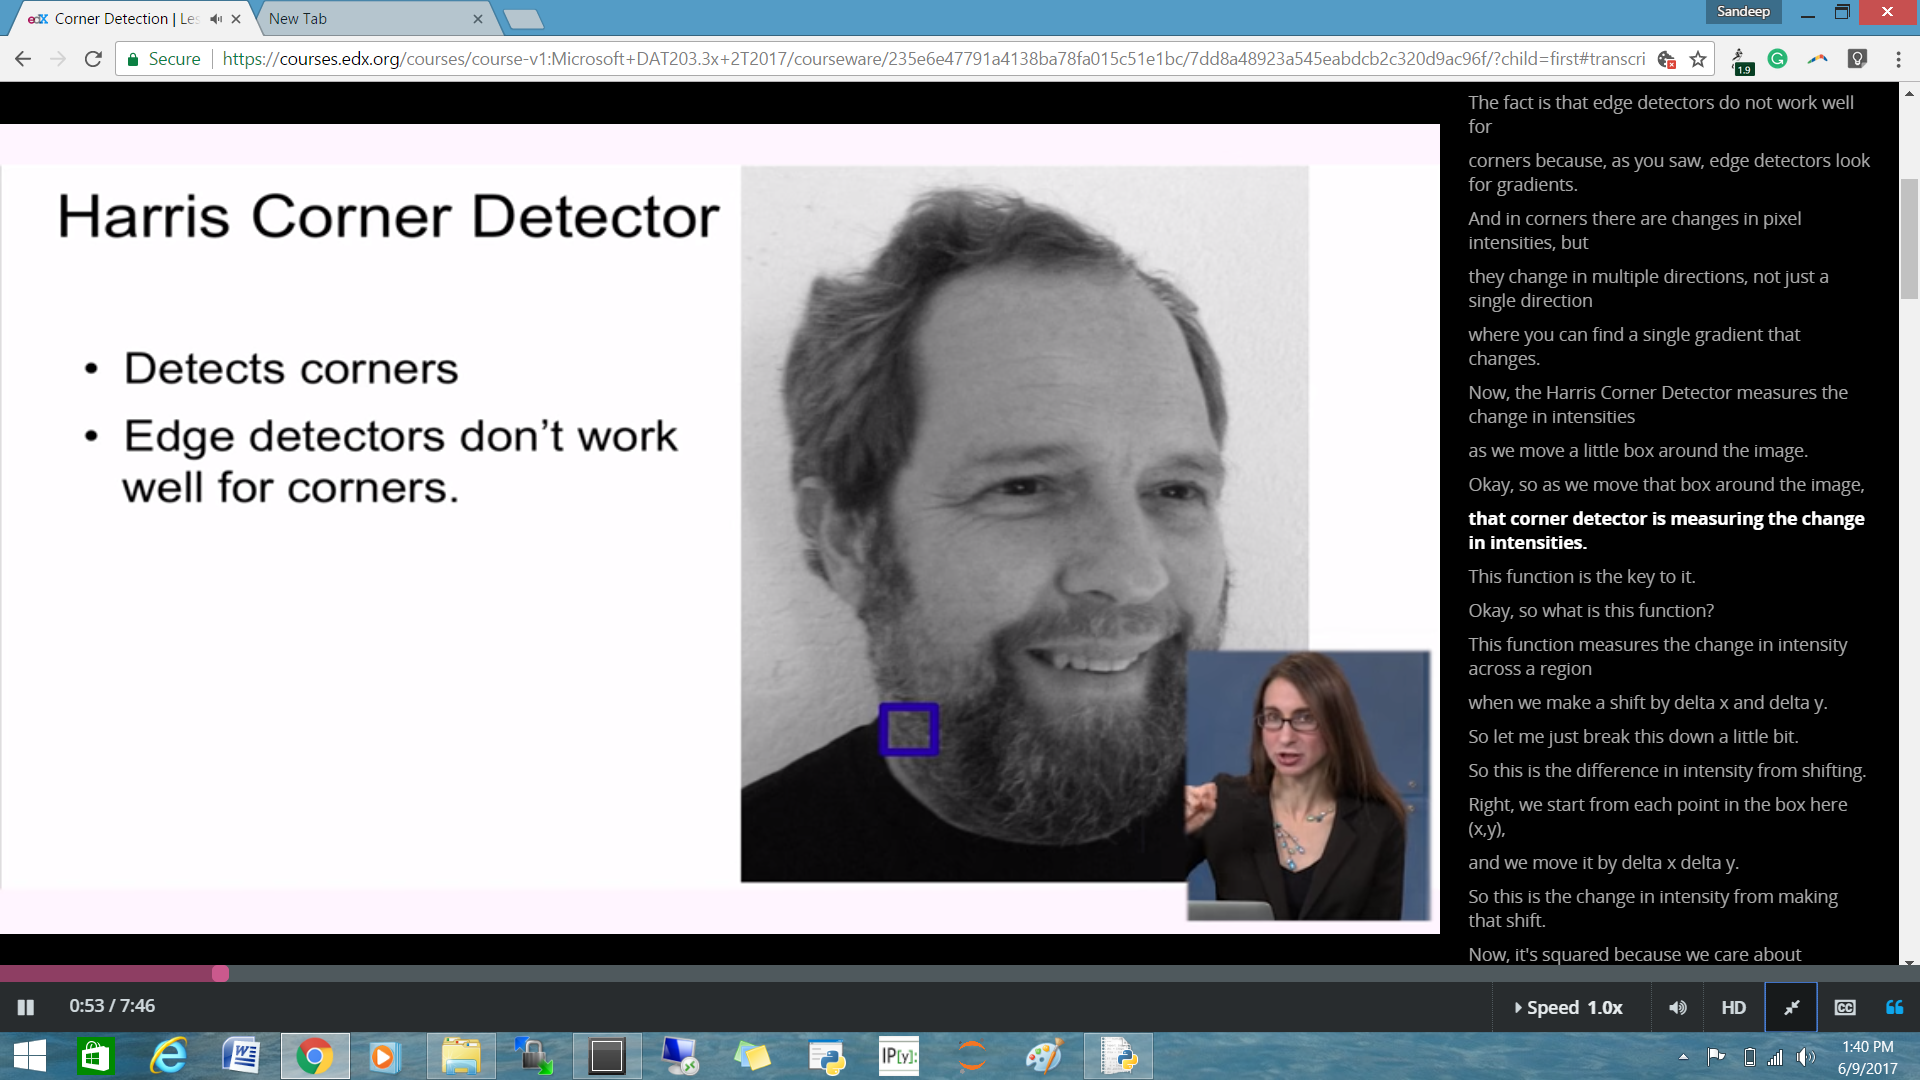 edX Corner Detection | Les
New Tab
Sandeep
Secure
https://courses.edx.org/courses/course-v1:Microsoft+DAT203.3x+2T2017/courseware/235e6e47791a4138ba78fa015c51e1bc/7dd8a48923a545eabdcb2c320d9ac96f/?child=first#transcri
1.9
Harris Corner Detector
• Detects corners
• Edge detectors don't work
well for corners.
The fact is that edge detectors do not work well
for
corners because, as you saw, edge detectors look
for gradients.
And in corners there are changes in pixel
intensities, but
they change in multiple directions, not just a
single direction
where you can find a single gradient that
changes.
Now, the Harris Corner Detector measures the
change in intensities
as we move a little box around the image.
Okay, so as we move that box around the image,
that corner detector is measuring the change
in intensities.
This function is the key to it.
Okay, so what is this function?
This function measures the change in intensity
across a region
when we make a shift by delta x and delta y.
So let me just break this down a little bit.
So this is the difference in intensity from shifting.
Right, we start from each point in the box here
(x,y),
and we move it by delta x delta y.
So this is the change in intensity from making
that shift.
Now, it's squared because we care about
0:53 / 7:46
Speed 1.0x
HD
CC
IP[y]:
1:40 PM
6/9/2017